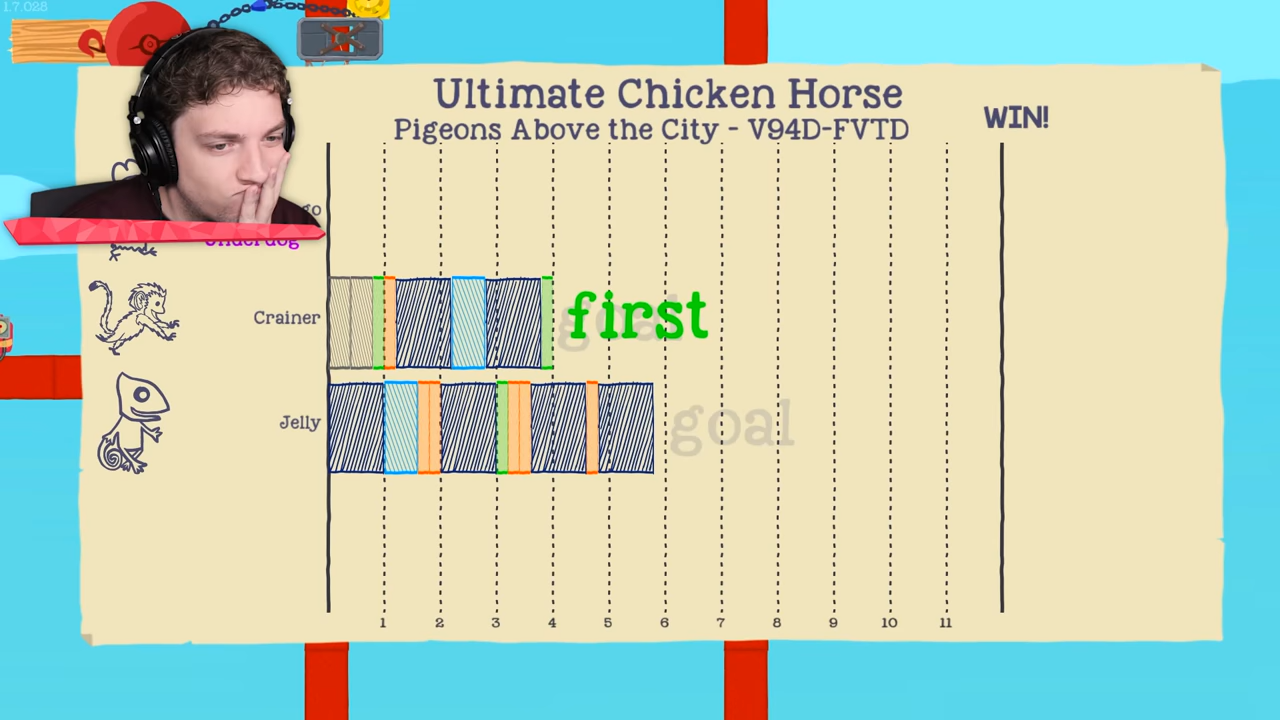 1.7.028
Ultimate Chicken Horse
Pigeons Above the City - V94D-FVTD
WIN!
go
Underdog
Crainer
first
goal
Jelly
goal
1 2 3 4 5 6 7 8 9 10 11